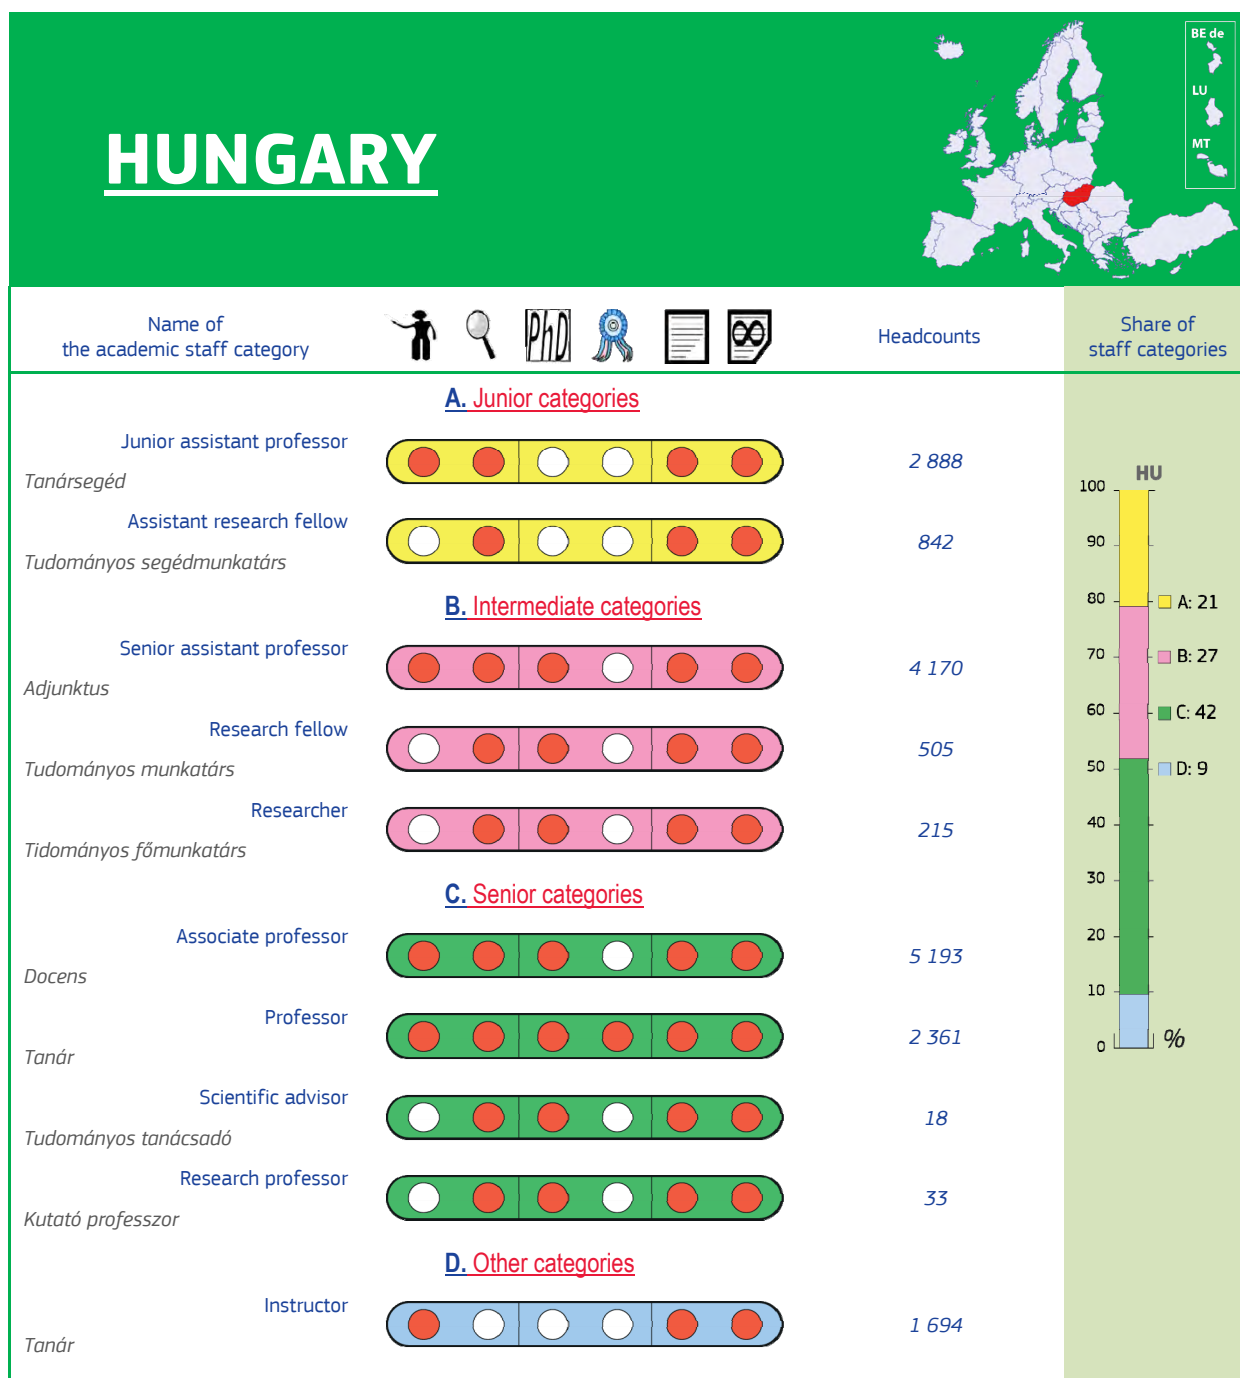 BE de
LU
MT
HUNGARY
Name of
the academic staff category
PhD
Headcounts
Share of
staff categories
A. Junior categories
Junior assistant professor
Tanársegéd
2 888
Assistant research fellow
Tudományos segédmunkatárs
842
B. Intermediate categories
Senior assistant professor
Adjunktus
4 170
Research fellow
Tudományos munkatárs
505
Researcher
Tidományos főmunkatárs
215
C. Senior categories
Associate professor
Docens
5 193
Professor
Tanár
2 361
Scientific advisor
Tudományos tanácsadó
18
Research professor
Kutató professzor
33
D. Other categories
Instructor
Tanár
1 694
HU
100
90
80
70
60
50
40
30
20
10
0
%
A: 21
B: 27
C: 42
D: 9